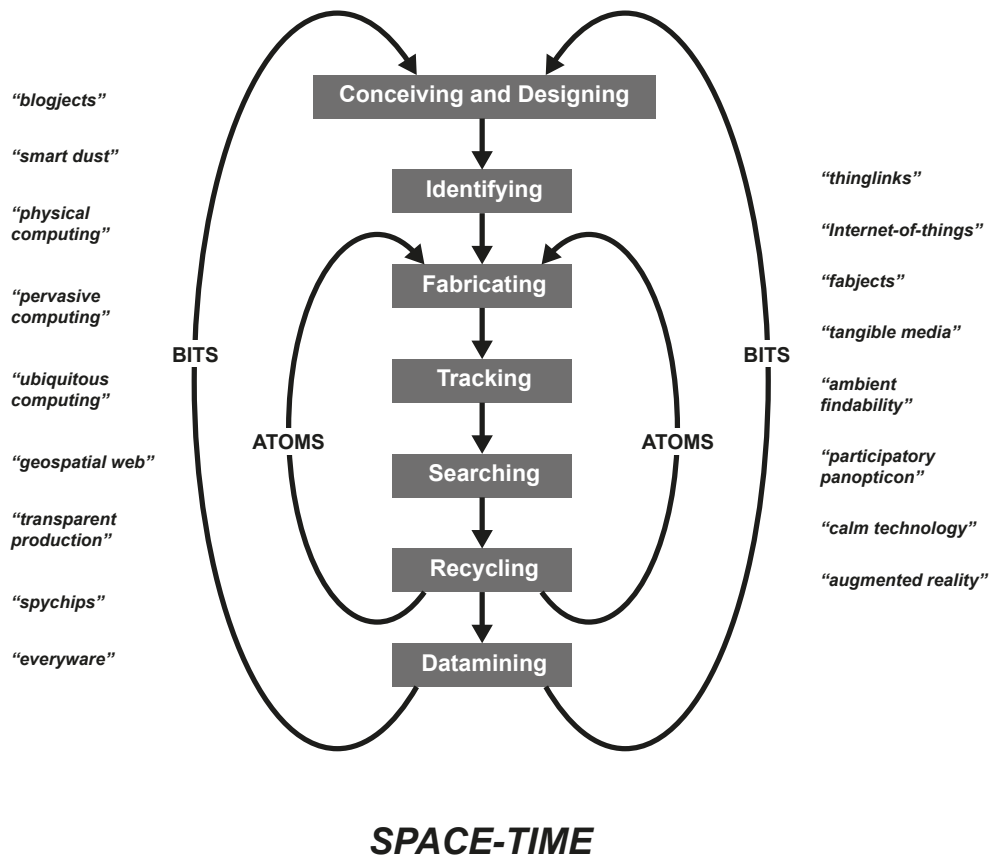 “blogjects”
“smart dust”
“physical
computing”
“pervasive
computing”
“ubiquitous
computing”
“geospatial web”
“transparent
production”
“spychips”
“everyware”
BITS
ATOMS
Conceiving and Designing
Identifying
Fabricating
Tracking
Searching
Recycling
Datamining
ATOMS
BITS
“thinglinks”
“Internet-of-things”
“fabjects”
“tangible media”
“ambient
findability”
“participatory
panopticon”
“calm technology”
“augmented reality”
SPACE-TIME